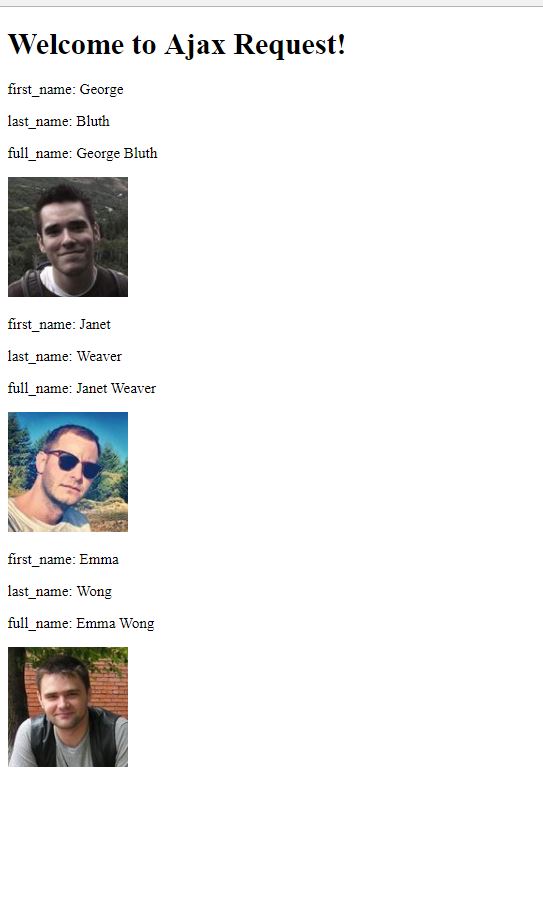 Welcome to Ajax Request!
first_name: George
last_name: Bluth
full_name: George Bluth
first_name: Janet
last_name: Weaver
full_name: Janet Weaver
first_name: Emma
last_name: Wong
full_name: Emma Wong